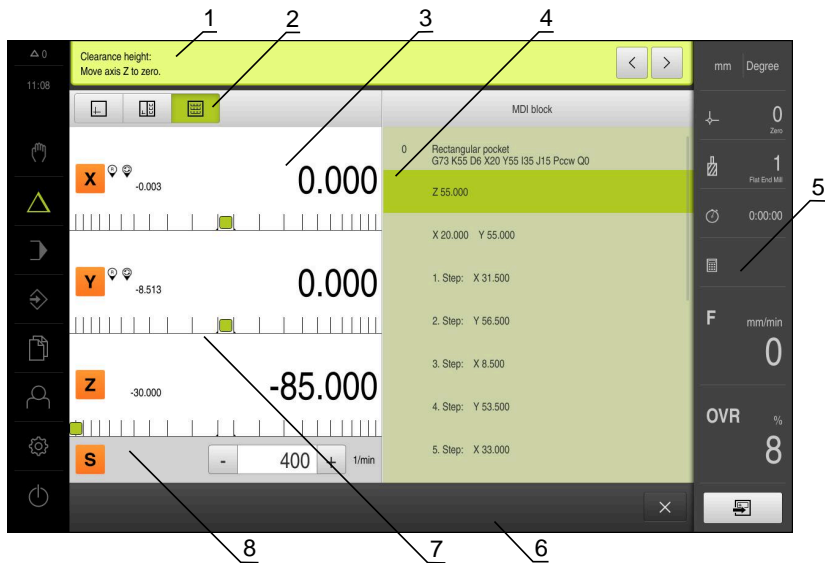 1
2
3
4
0
Clearance height:
Move axis Z to zero.
mm Degree
11:08
MDI block
0
Zero
0 Rectangular pocket
G73 K55 D6 X20 Y55 I35 J15 Pccw Q0
X R -0.003 0.000
1
Flat End Mill
Z 55.000
5
0:00:00
X 20.000 Y 55.000
Y R -8.513 0.000
1. Step: X 31.500
2. Step: Y 56.500
F mm/min
0
3. Step: X 8.500
Z -30.000 -85.000
4. Step: Y 53.500
OVR %
8
5. Step: X 33.000
S - 400 + 1/min
8
7
6